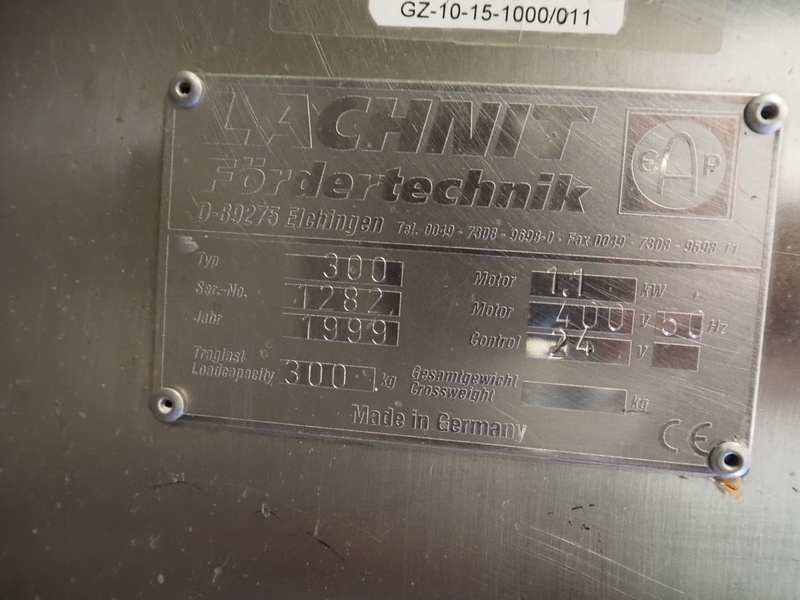 GZ-10-15-1000/011
LACHNIT
Fördertechnik
EAP
D-89275 Elchingen Tel. 0049 - 7308 - 9698-0 · Fax 0049 - 7308 - 9698-11
Typ 300
Ser.-No. 1282
Jahr 1999
Traglast
Loadcapacity 300 kg
Motor 1.1 kW
Motor 400 V 50 Hz
Control 24 V
Gesamtgewicht
Crossweight kg
Made in Germany
CE